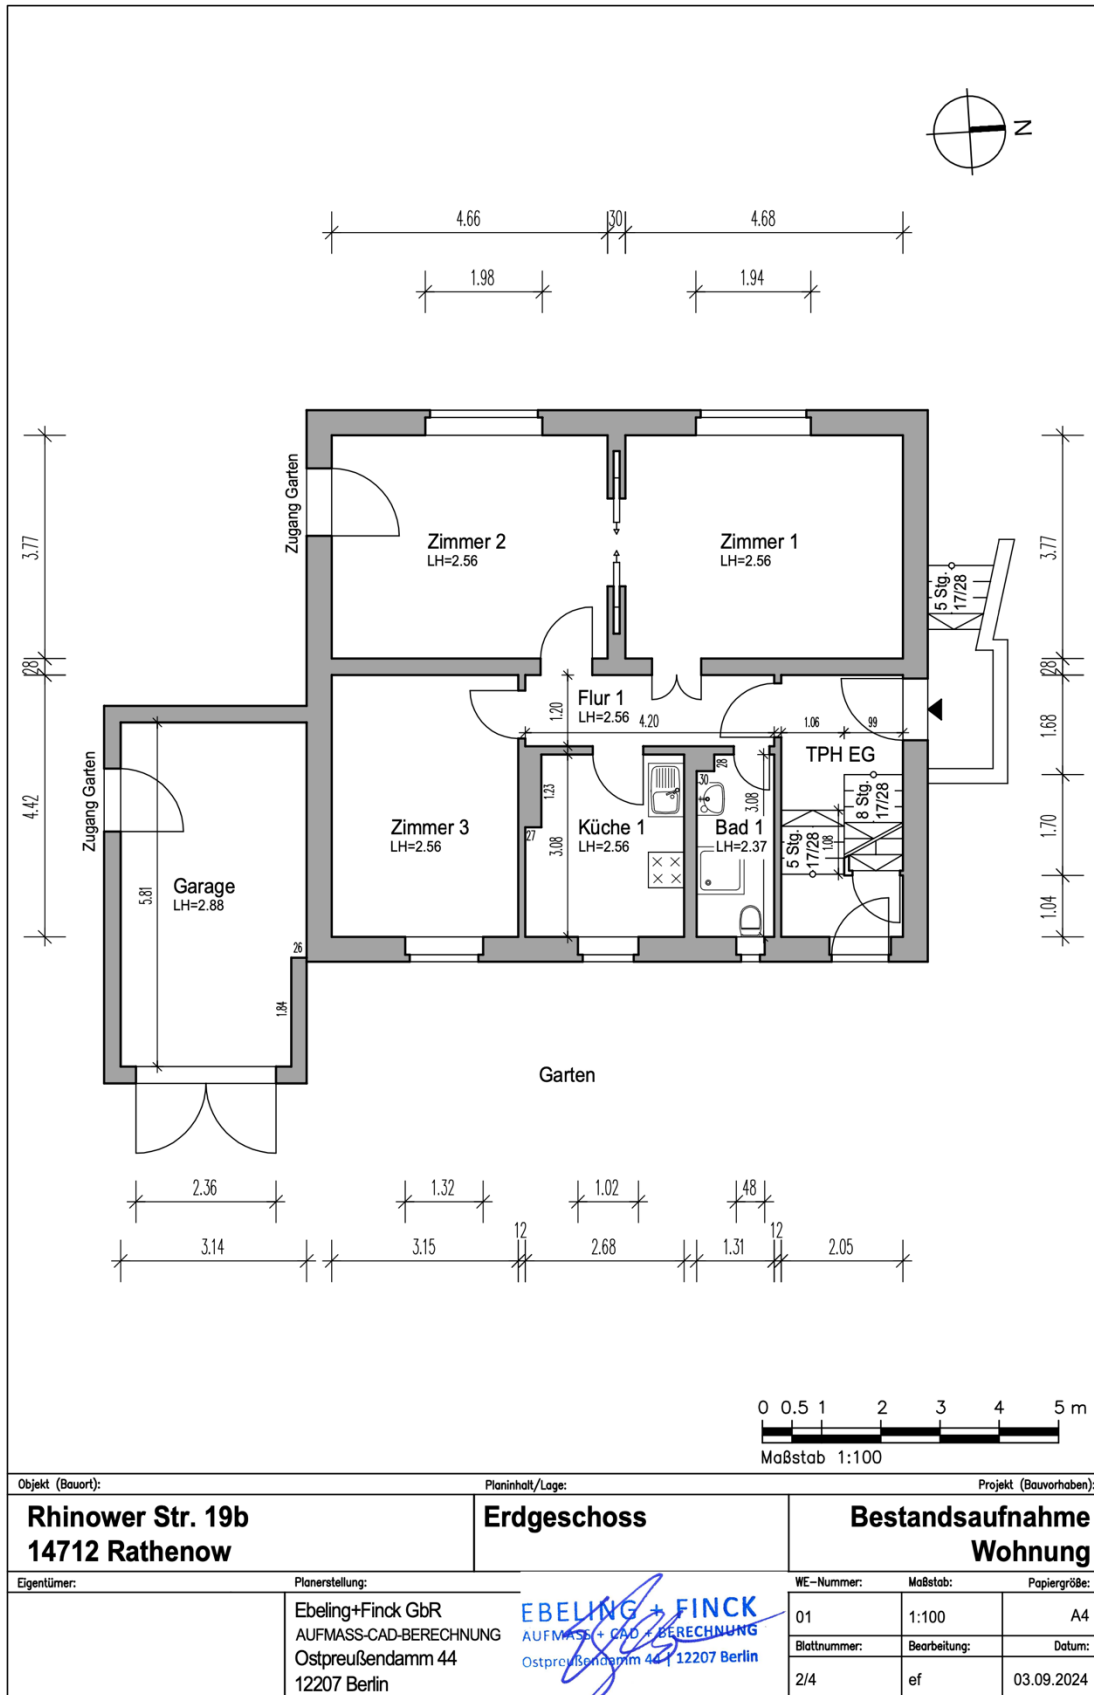 N
4.66
30
4.68
1.98
1.94
Zugang Garten
3.77
Zimmer 2
LH=2.56
Zimmer 1
LH=2.56
3.77
5 Stg.
17/28
28
28
Flur 1
LH=2.56
1.20
4.20
1.06
99
TPH EG
1.68
Zugang Garten
4.42
Zimmer 3
LH=2.56
1.23
27
3.08
Küche 1
LH=2.56
28
30
3.08
Bad 1
LH=2.37
8 Stg.
17/28
5 Stg.
17/28
1.08
1.70
1.04
Garage
LH=2.88
5.81
26
1.84
Garten
2.36
1.32
1.02
48
3.14
3.15
12
2.68
1.31
12
2.05
0 0.5 1 2 3 4 5 m
Maßstab 1:100
Objekt (Bauort):
Planinhalt/Lage:
Projekt (Bauvorhaben):
Rhinower Str. 19b
14712 Rathenow
Erdgeschoss
Bestandsaufnahme
Wohnung
Eigentümer:
Planerstellung:
Ebeling+Finck GbR
AUFMASS-CAD-BERECHNUNG
Ostpreußendamm 44
12207 Berlin
EBELING + FINCK
AUFMASS + CAD + BERECHNUNG
Ostpreußendamm 44 | 12207 Berlin
WE-Nummer:
Maßstab:
Papiergröße:
01
1:100
A4
Blattnummer:
Bearbeitung:
Datum:
2/4
ef
03.09.2024